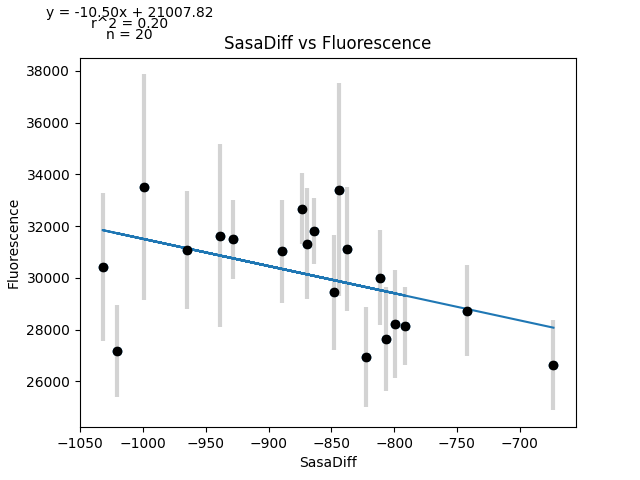 y = -10.50x + 21007.82
r^2 = 0.20
n = 20
SasaDiff vs Fluorescence
38000
36000
34000
32000
30000
28000
26000
Fluorescence
−1050 −1000 −950 −900 −850 −800 −750 −700
SasaDiff